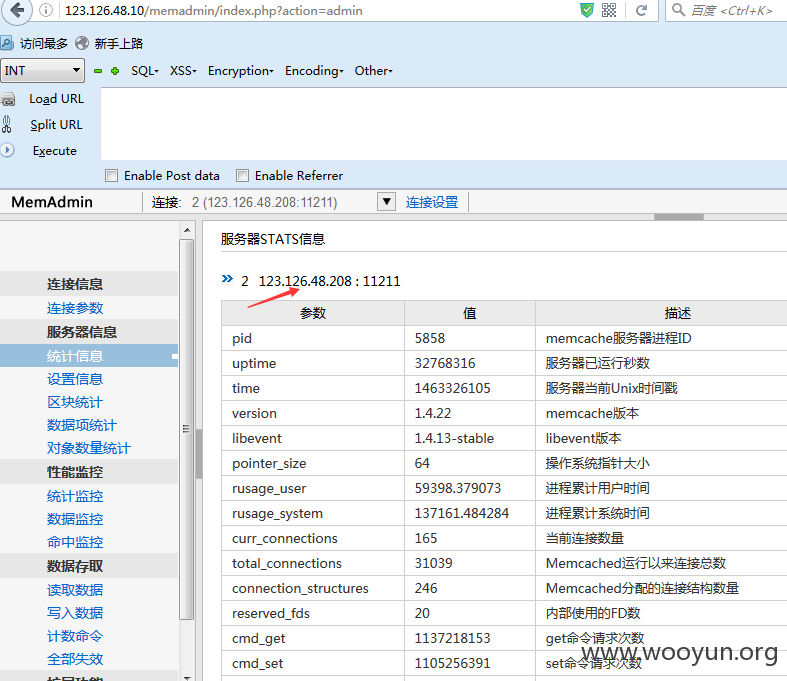 123.126.48.10/memadmin/index.php?action=admin
百度 <Ctrl+K>
访问最多 新手上路
INT SQL XSS Encryption Encoding Other
Load URL
Split URL
Execute
Enable Post data Enable Referrer
MemAdmin 连接: 2 (123.126.48.208:11211) 连接设置
连接信息
连接参数
服务器信息
统计信息
设置信息
区块统计
数据项统计
对象数量统计
性能监控
统计监控
数据监控
命中监控
数据存取
读取数据
写入数据
计数命令
全部失效
扩展功能
服务器STATS信息
2 123.126.48.208 : 11211
参数 值 描述
pid 5858 memcache服务器进程ID
uptime 32768316 服务器已运行秒数
time 1463326105 服务器当前Unix时间戳
version 1.4.22 memcache版本
libevent 1.4.13-stable libevent版本
pointer_size 64 操作系统指针大小
rusage_user 59398.379073 进程累计用户时间
rusage_system 137161.484284 进程累计系统时间
curr_connections 165 当前连接数量
total_connections 31039 Memcached运行以来连接总数
connection_structures 246 Memcached分配的连接结构数量
reserved_fds 20 内部使用的FD数
cmd_get 1137218153 get命令请求次数
cmd_set 1105256391 set命令请求次数
www.wooyun.org